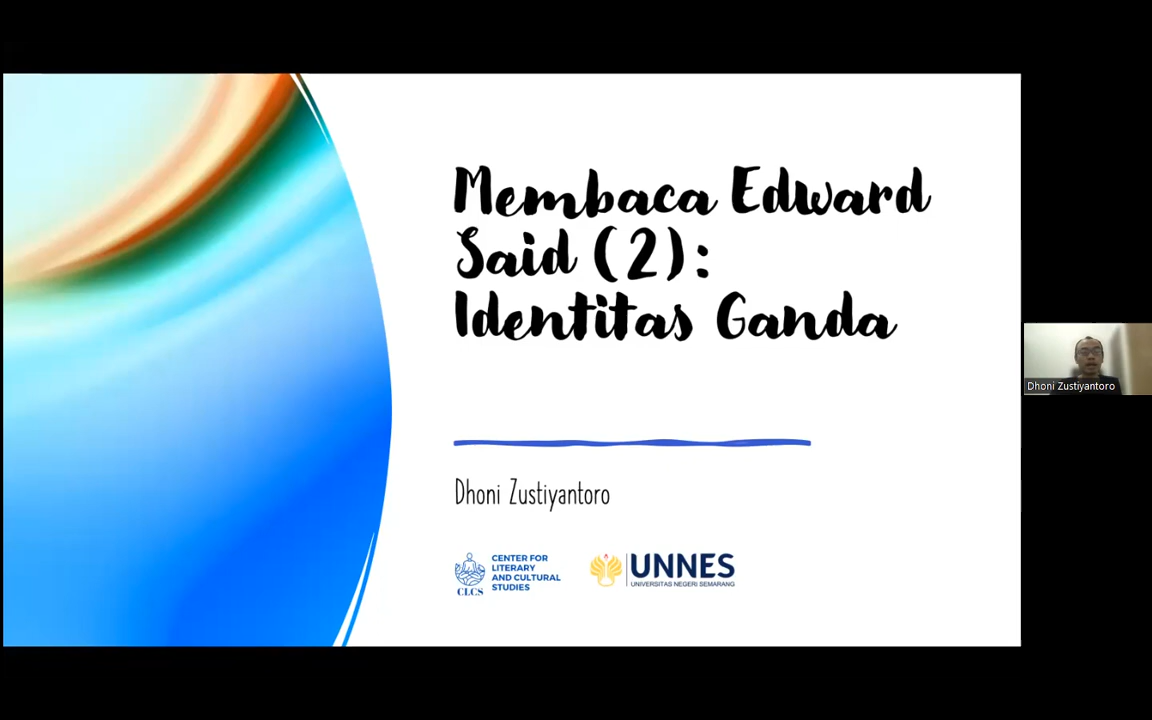 Membaca Edward
Said (2):
Identitas Ganda
Dhoni Zustiyantoro
CENTER FOR
LITERARY
AND CULTURAL
STUDIES
CLCS
UNNES
UNIVERSITAS NEGERI SEMARANG
Dhoni Zustiyantoro